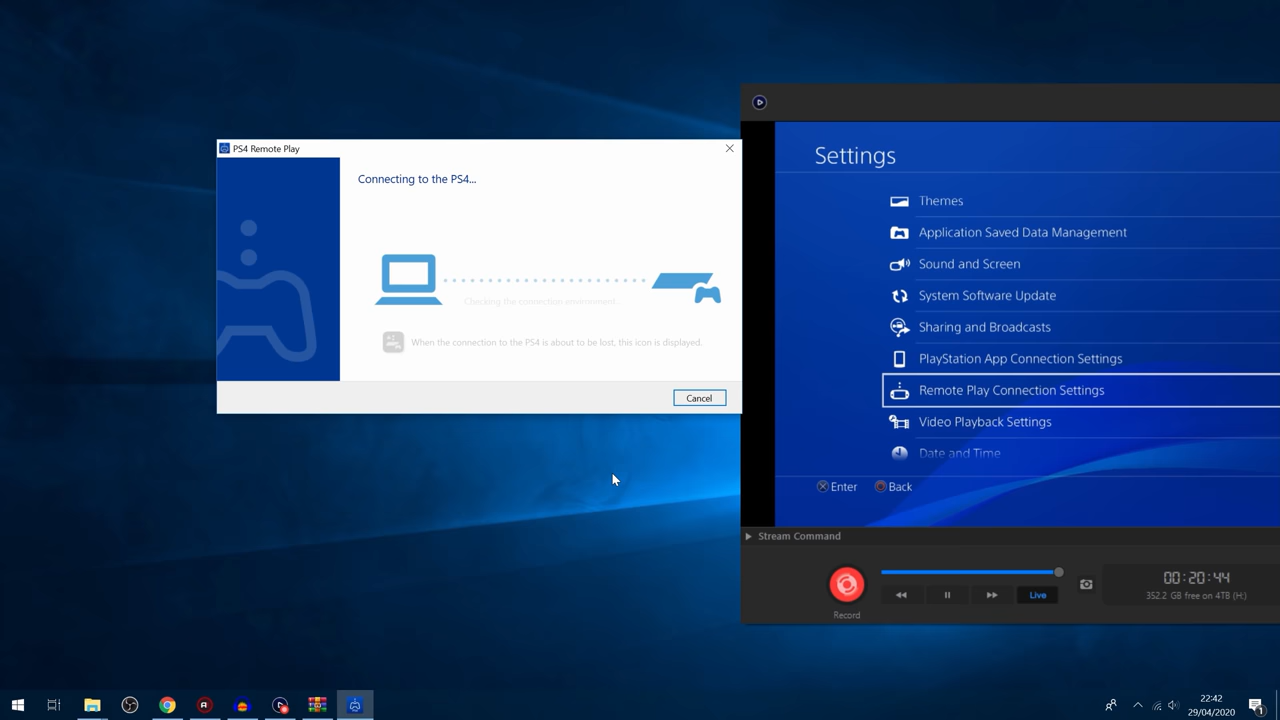 PS4 Remote Play
Connecting to the PS4...
Checking the connection environment...
When the connection to the PS4 is about to be lost, this icon is displayed.
Cancel
Settings
Themes
Application Saved Data Management
Sound and Screen
System Software Update
Sharing and Broadcasts
PlayStation App Connection Settings
Remote Play Connection Settings
Video Playback Settings
Date and Time
Enter Back
Stream Command
Record
Live
00:20:44
352.2 GB free on 4TB (H:)
22:42
29/04/2020
1